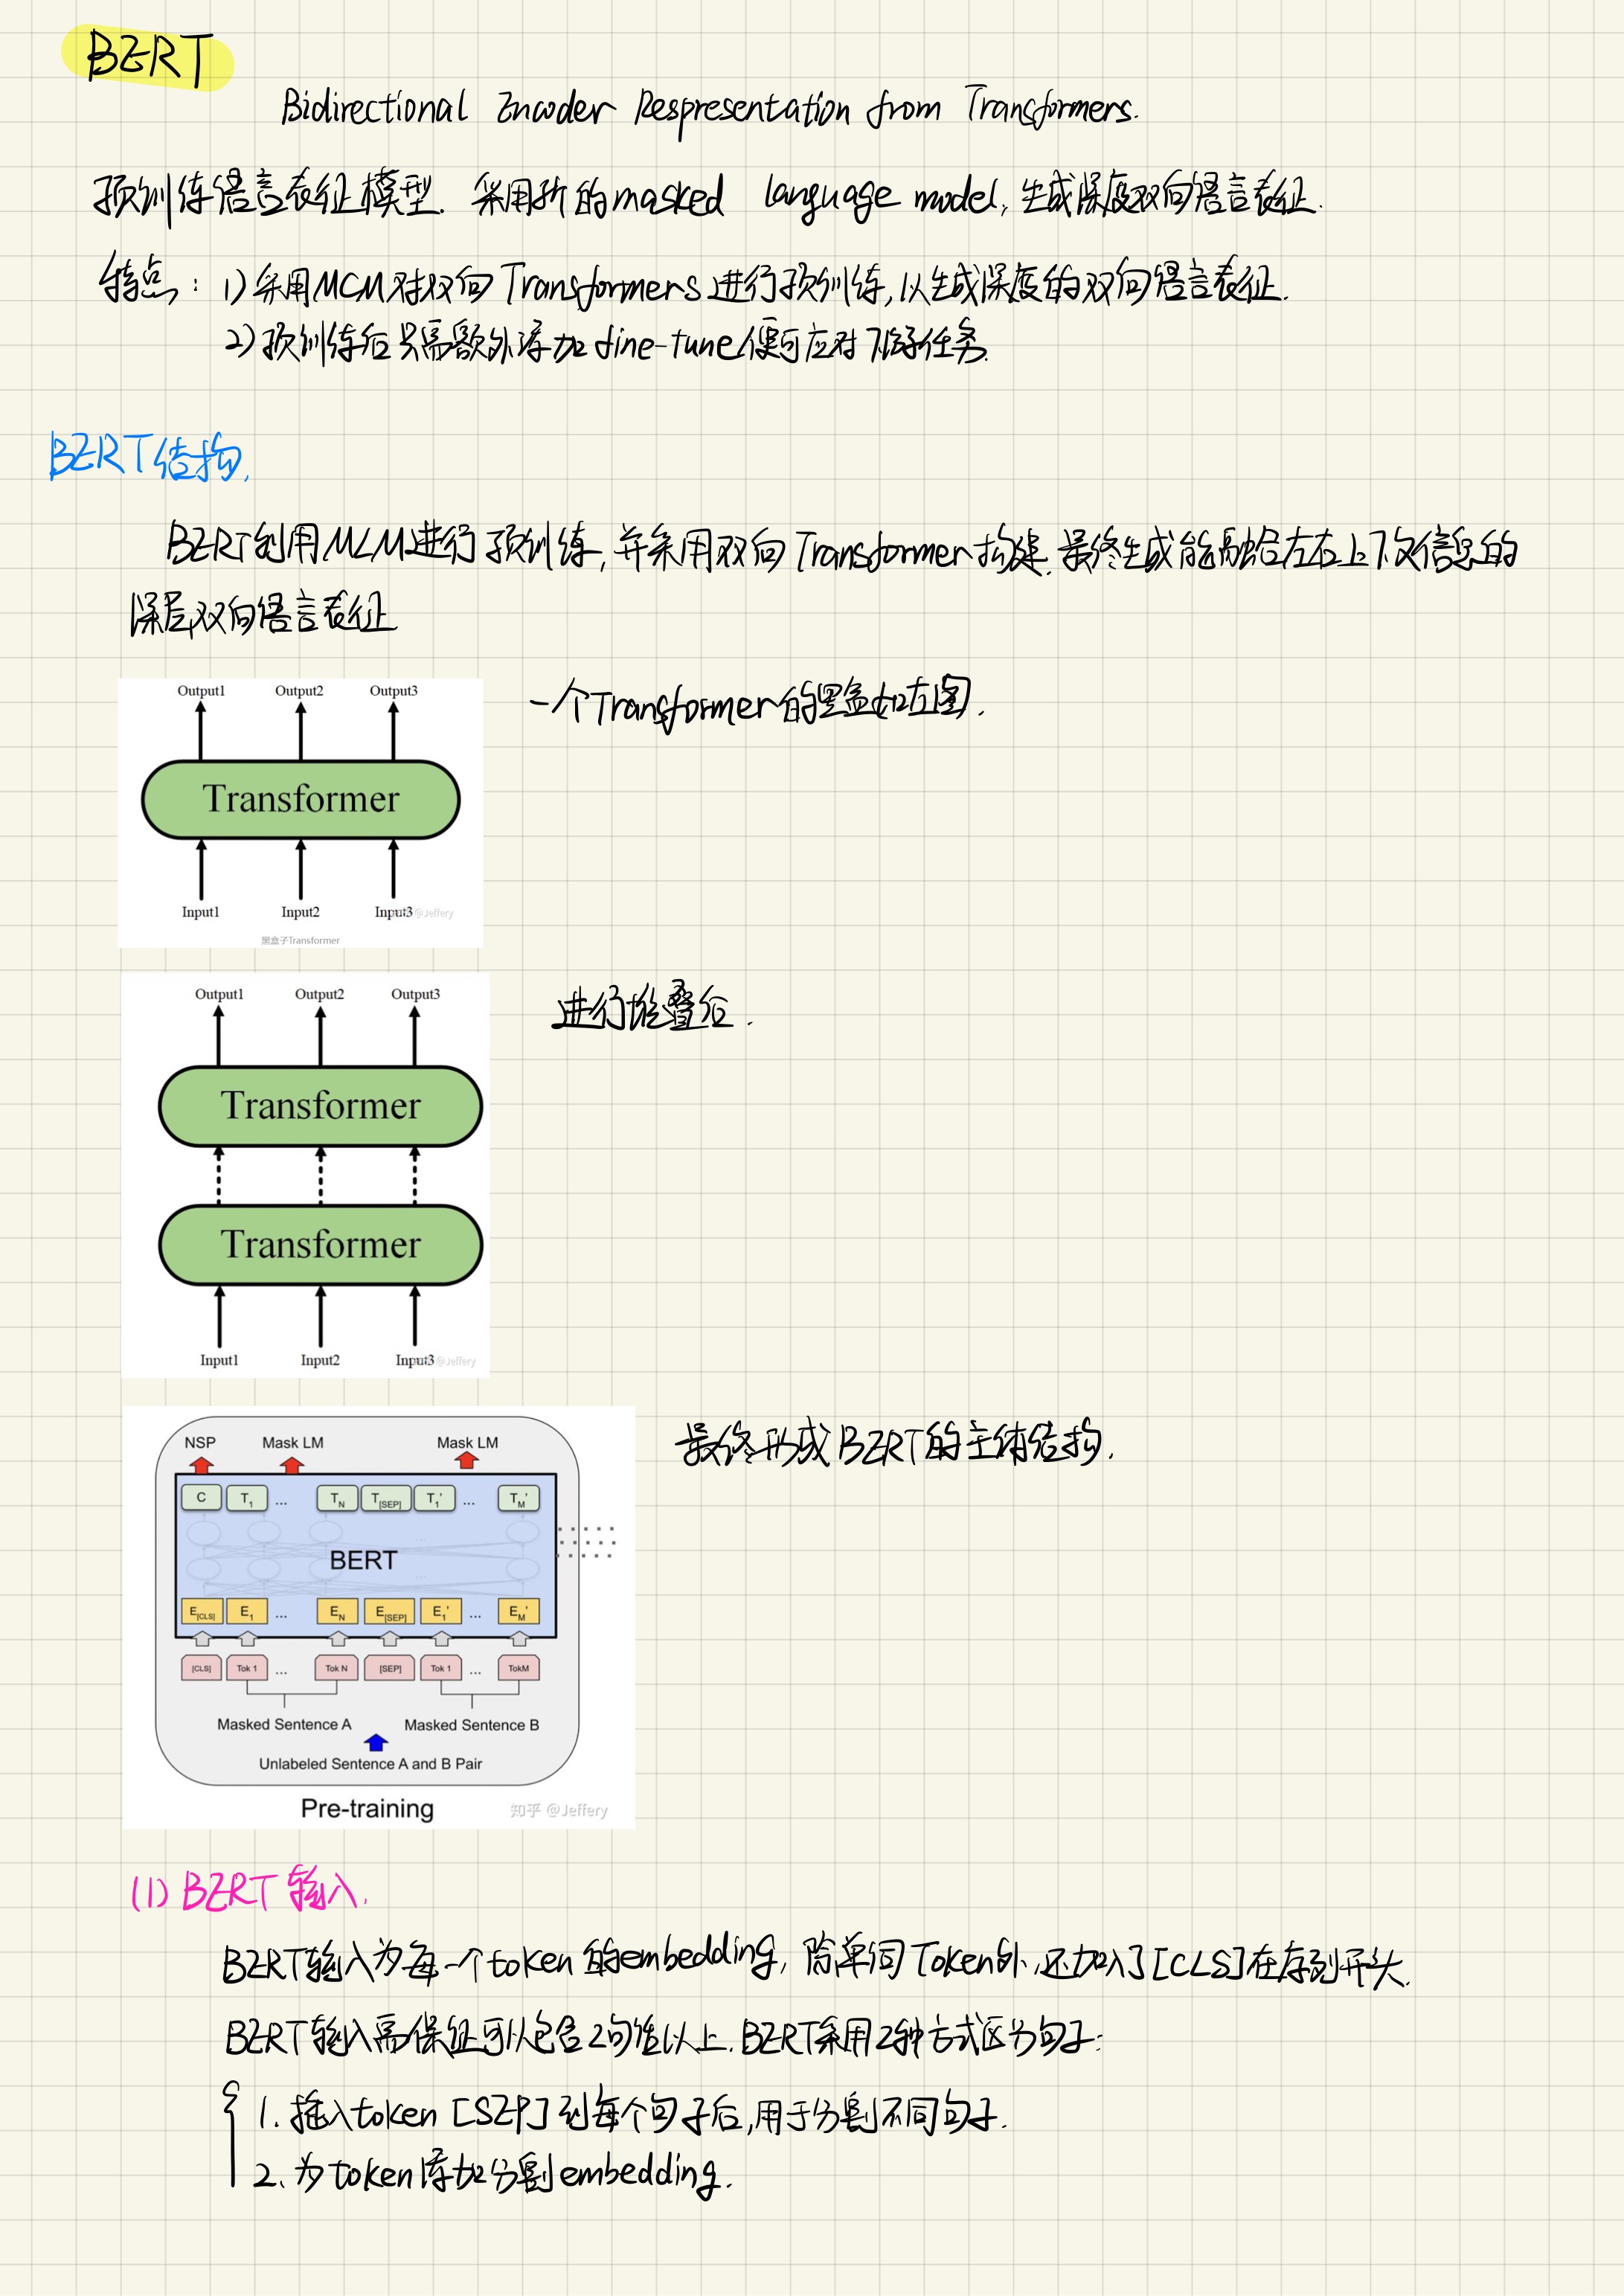 BERT
Bidirectional Encoder Respresentation from Transformers.
预训练语言表征模型. 采用新的masked language model, 生成深度双向语言表征.
特点: 1) 采用MCM对双向Transformers进行预训练, 以生成深度的双向语言表征.
2) 预训练后只需额外添加fine-tune便可应对下游任务.
BERT结构.
BERT利用MLM进行预训练, 并采用双向Transformer构建, 最终生成能融合左右上下文信息的
深层双向语言表征
一个Transformer的黑盒如左图.
Output1 Output2 Output3
Transformer
Input1 Input2 Input3
@Jeffery
黑盒子Transformer
进行堆叠后.
Output1 Output2 Output3
Transformer
Transformer
Input1 Input2 Input3
@Jeffery
最终形成BERT的主体结构.
NSP Mask LM Mask LM
C T1 ... TN T[SEP] T1' ... TM'
BERT
E[CLS] E1 ... EN E[SEP] E1' ... EM'
[CLS] Tok 1 ... Tok N [SEP] Tok 1 ... TokM
Masked Sentence A Masked Sentence B
Unlabeled Sentence A and B Pair
Pre-training 知乎 @Jeffery
(1) BERT输入.
BERT输入为每一个token的embedding, 除单词Token外, 还加入了[CLS]在序列开头.
BERT输入需保证可以包含2句话以上. BERT采用2种方式区分句子:
1. 插入token [SEP] 到每个句子后, 用于分割不同句子.
2. 为token添加分割embedding.